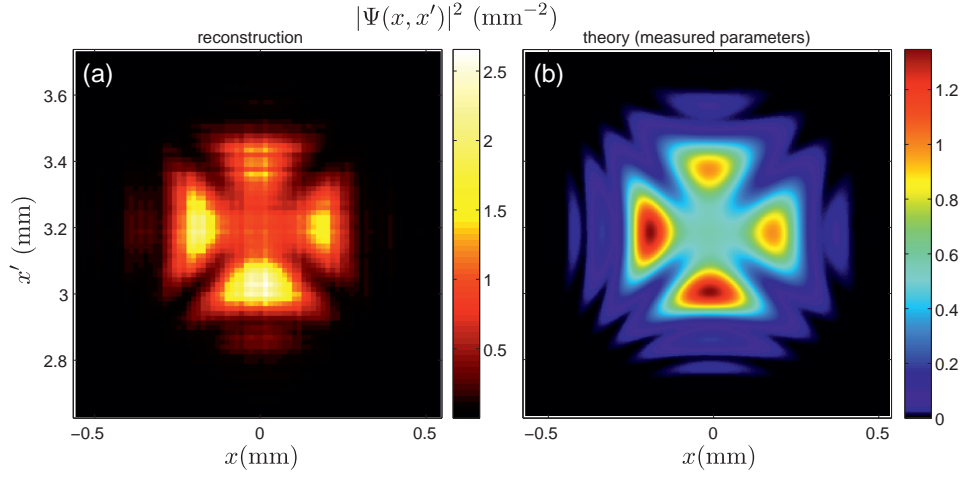 |Ψ(x, x′)|² (mm⁻²)
reconstruction
theory (measured parameters)
(a)
(b)
x′ (mm)
3.6
3.4
3.2
3
2.8
−0.5
0
0.5
x(mm)
2.5
2
1.5
1
0.5
−0.5
0
0.5
x(mm)
1.2
1
0.8
0.6
0.4
0.2
0